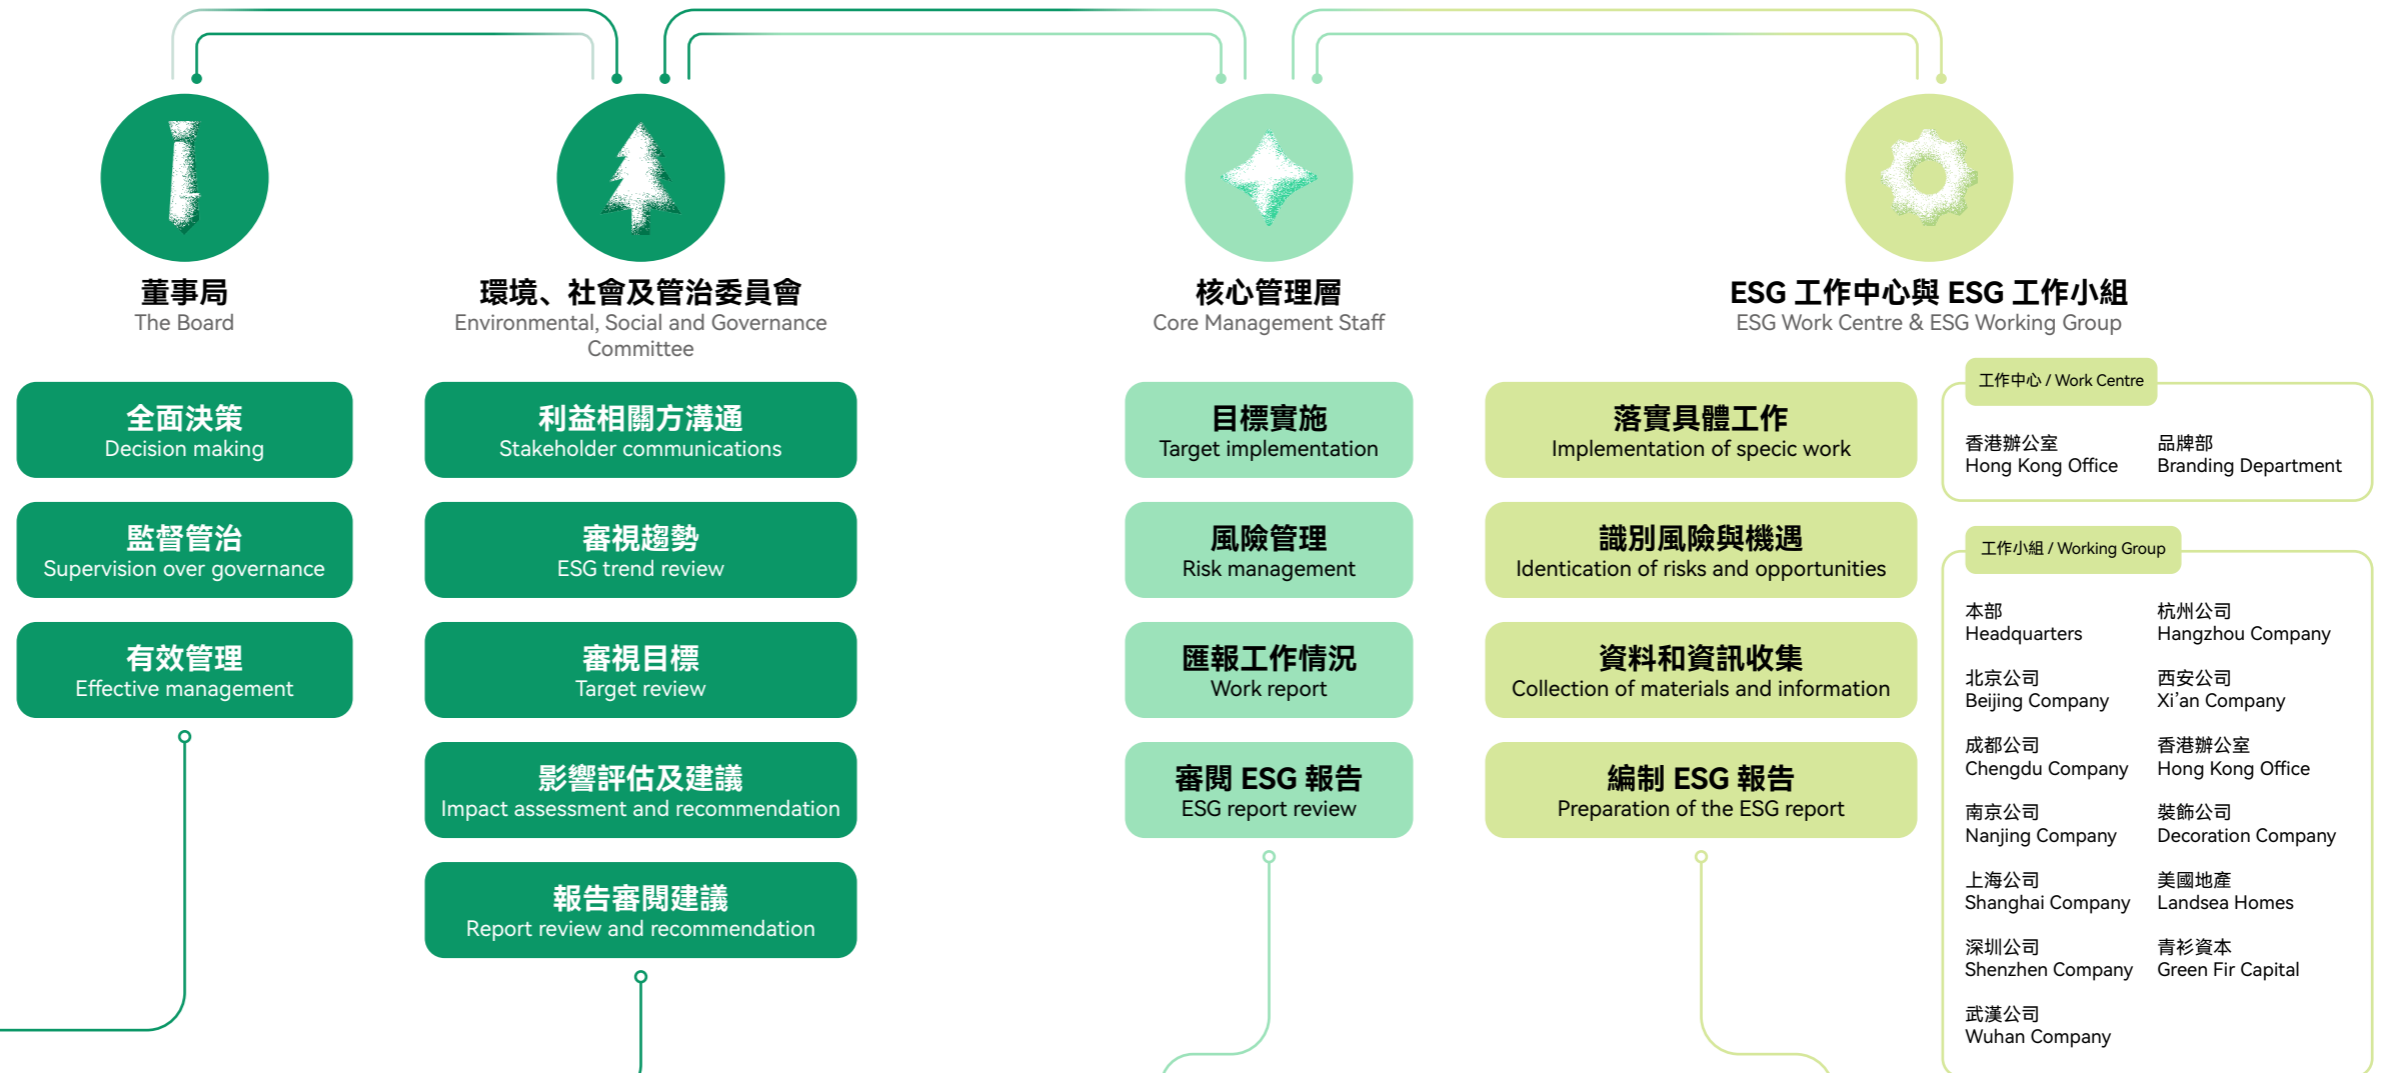 董事局
The Board
全面決策
Decision making
監督管治
Supervision over governance
有效管理
Effective management
環境、社會及管治委員會
Environmental, Social and Governance
Committee
利益相關方溝通
Stakeholder communications
審視趨勢
ESG trend review
審視目標
Target review
影響評估及建議
Impact assessment and recommendation
報告審閱建議
Report review and recommendation
核心管理層
Core Management Staff
目標實施
Target implementation
風險管理
Risk management
匯報工作情況
Work report
審閱 ESG 報告
ESG report review
ESG 工作中心與 ESG 工作小組
ESG Work Centre & ESG Working Group
落實具體工作
Implementation of specic work
識別風險與機遇
Identication of risks and opportunities
資料和資訊收集
Collection of materials and information
編制 ESG 報告
Preparation of the ESG report
工作中心 / Work Centre
香港辦公室
Hong Kong Office
品牌部
Branding Department
工作小組 / Working Group
本部
Headquarters
杭州公司
Hangzhou Company
北京公司
Beijing Company
西安公司
Xi’an Company
成都公司
Chengdu Company
香港辦公室
Hong Kong Office
南京公司
Nanjing Company
裝飾公司
Decoration Company
上海公司
Shanghai Company
美國地產
Landsea Homes
深圳公司
Shenzhen Company
青衫資本
Green Fir Capital
武漢公司
Wuhan Company